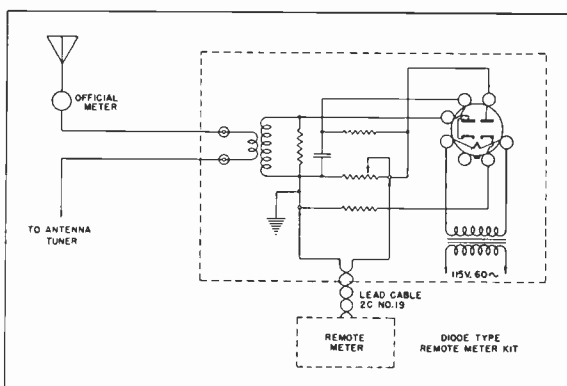 OFFICIAL
METER
TO ANTENNA
TUNER
115V. 60~
LEAD CABLE
2C NO.19
REMOTE
METER
DIODE TYPE
REMOTE METER KIT